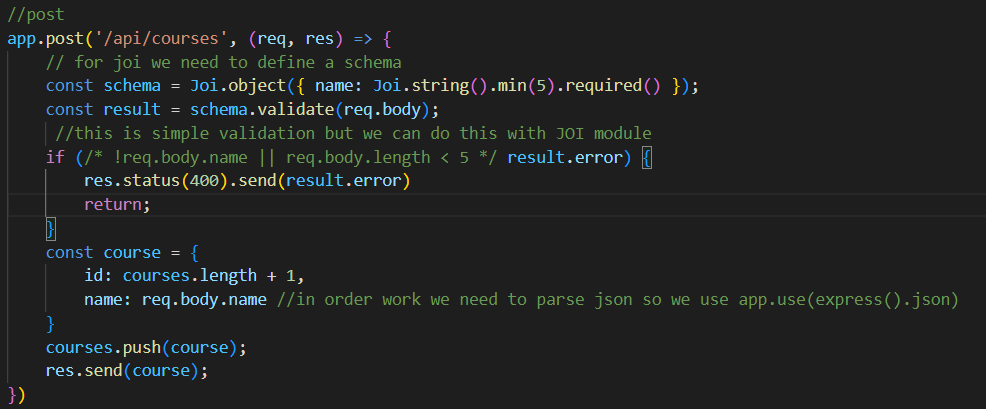 //post
app.post('/api/courses', (req, res) => {
    // for joi we need to define a schema
    const schema = Joi.object({ name: Joi.string().min(5).required() });
    const result = schema.validate(req.body);
     //this is simple validation but we can do this with JOI module
    if (/* !req.body.name || req.body.length < 5 */ result.error) {
        res.status(400).send(result.error)
        return;
    }
    const course = {
        id: courses.length + 1,
        name: req.body.name //in order work we need to parse json so we use app.use(express().json)
    }
    courses.push(course);
    res.send(course);
})